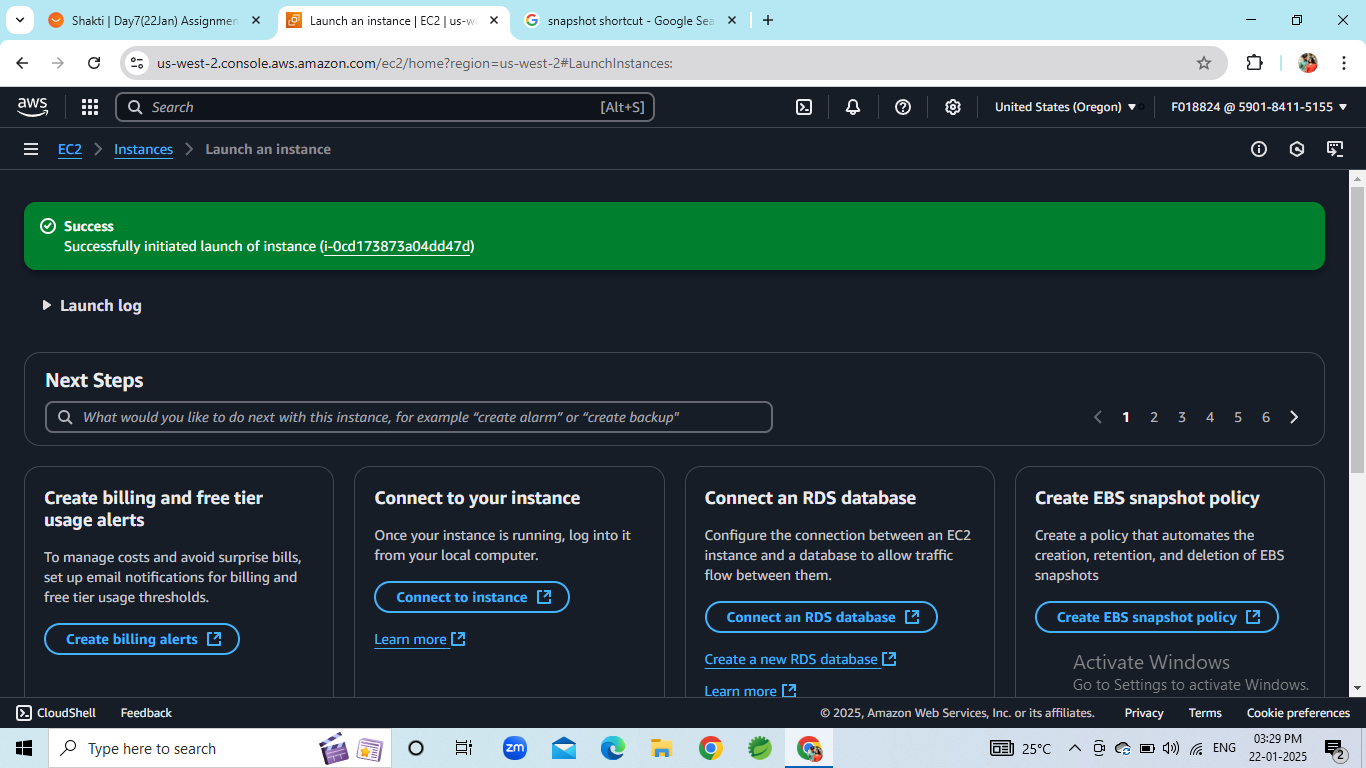 Shakti | Day7(22Jan) Assignmen
Launch an instance | EC2 | us-w
snapshot shortcut - Google Sea
us-west-2.console.aws.amazon.com/ec2/home?region=us-west-2#LaunchInstances:
aws
Search
[Alt+S]
United States (Oregon)
F018824 @ 5901-8411-5155
EC2
Instances
Launch an instance
Success
Successfully initiated launch of instance (i-0cd173873a04dd47d)
Launch log
Next Steps
What would you like to do next with this instance, for example “create alarm” or “create backup"
1 2 3 4 5 6
Create billing and free tier
usage alerts
To manage costs and avoid surprise bills,
set up email notifications for billing and
free tier usage thresholds.
Create billing alerts
Connect to your instance
Once your instance is running, log into it
from your local computer.
Connect to instance
Learn more
Connect an RDS database
Configure the connection between an EC2
instance and a database to allow traffic
flow between them.
Connect an RDS database
Create a new RDS database
Learn more
Create EBS snapshot policy
Create a policy that automates the
creation, retention, and deletion of EBS
snapshots
Create EBS snapshot policy
Activate Windows
Go to Settings to activate Windows.
CloudShell
Feedback
© 2025, Amazon Web Services, Inc. or its affiliates.
Privacy
Terms
Cookie preferences
Type here to search
zm
25°C
ENG
03:29 PM
22-01-2025
2